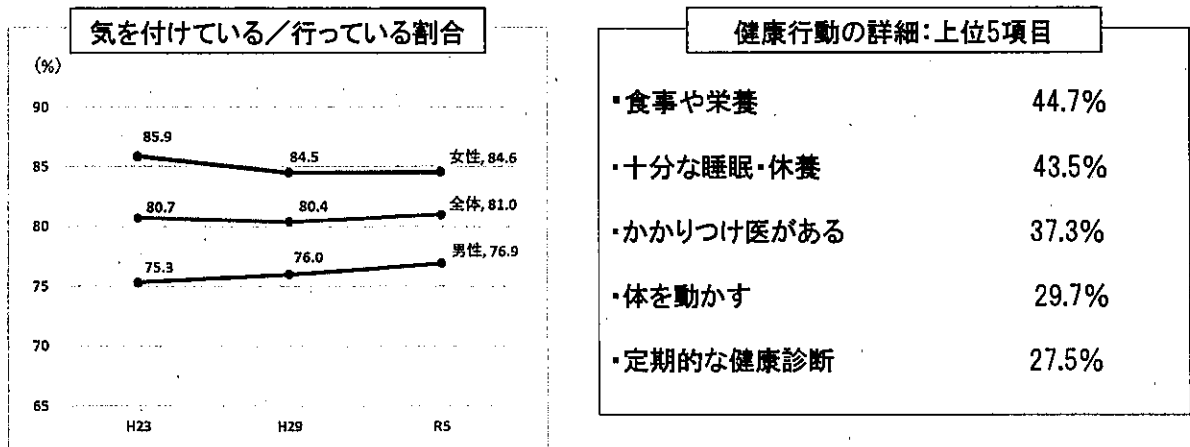 気を付けている／行っている割合
(%)
90
85
80
75
70
65
85.9
84.5
女性, 84.6
80.7
80.4
全体, 81.0
75.3
76.0
男性, 76.9
H23
H29
R5
健康行動の詳細：上位5項目
・食事や栄養 44.7%
・十分な睡眠・休養 43.5%
・かかりつけ医がある 37.3%
・体を動かす 29.7%
・定期的な健康診断 27.5%